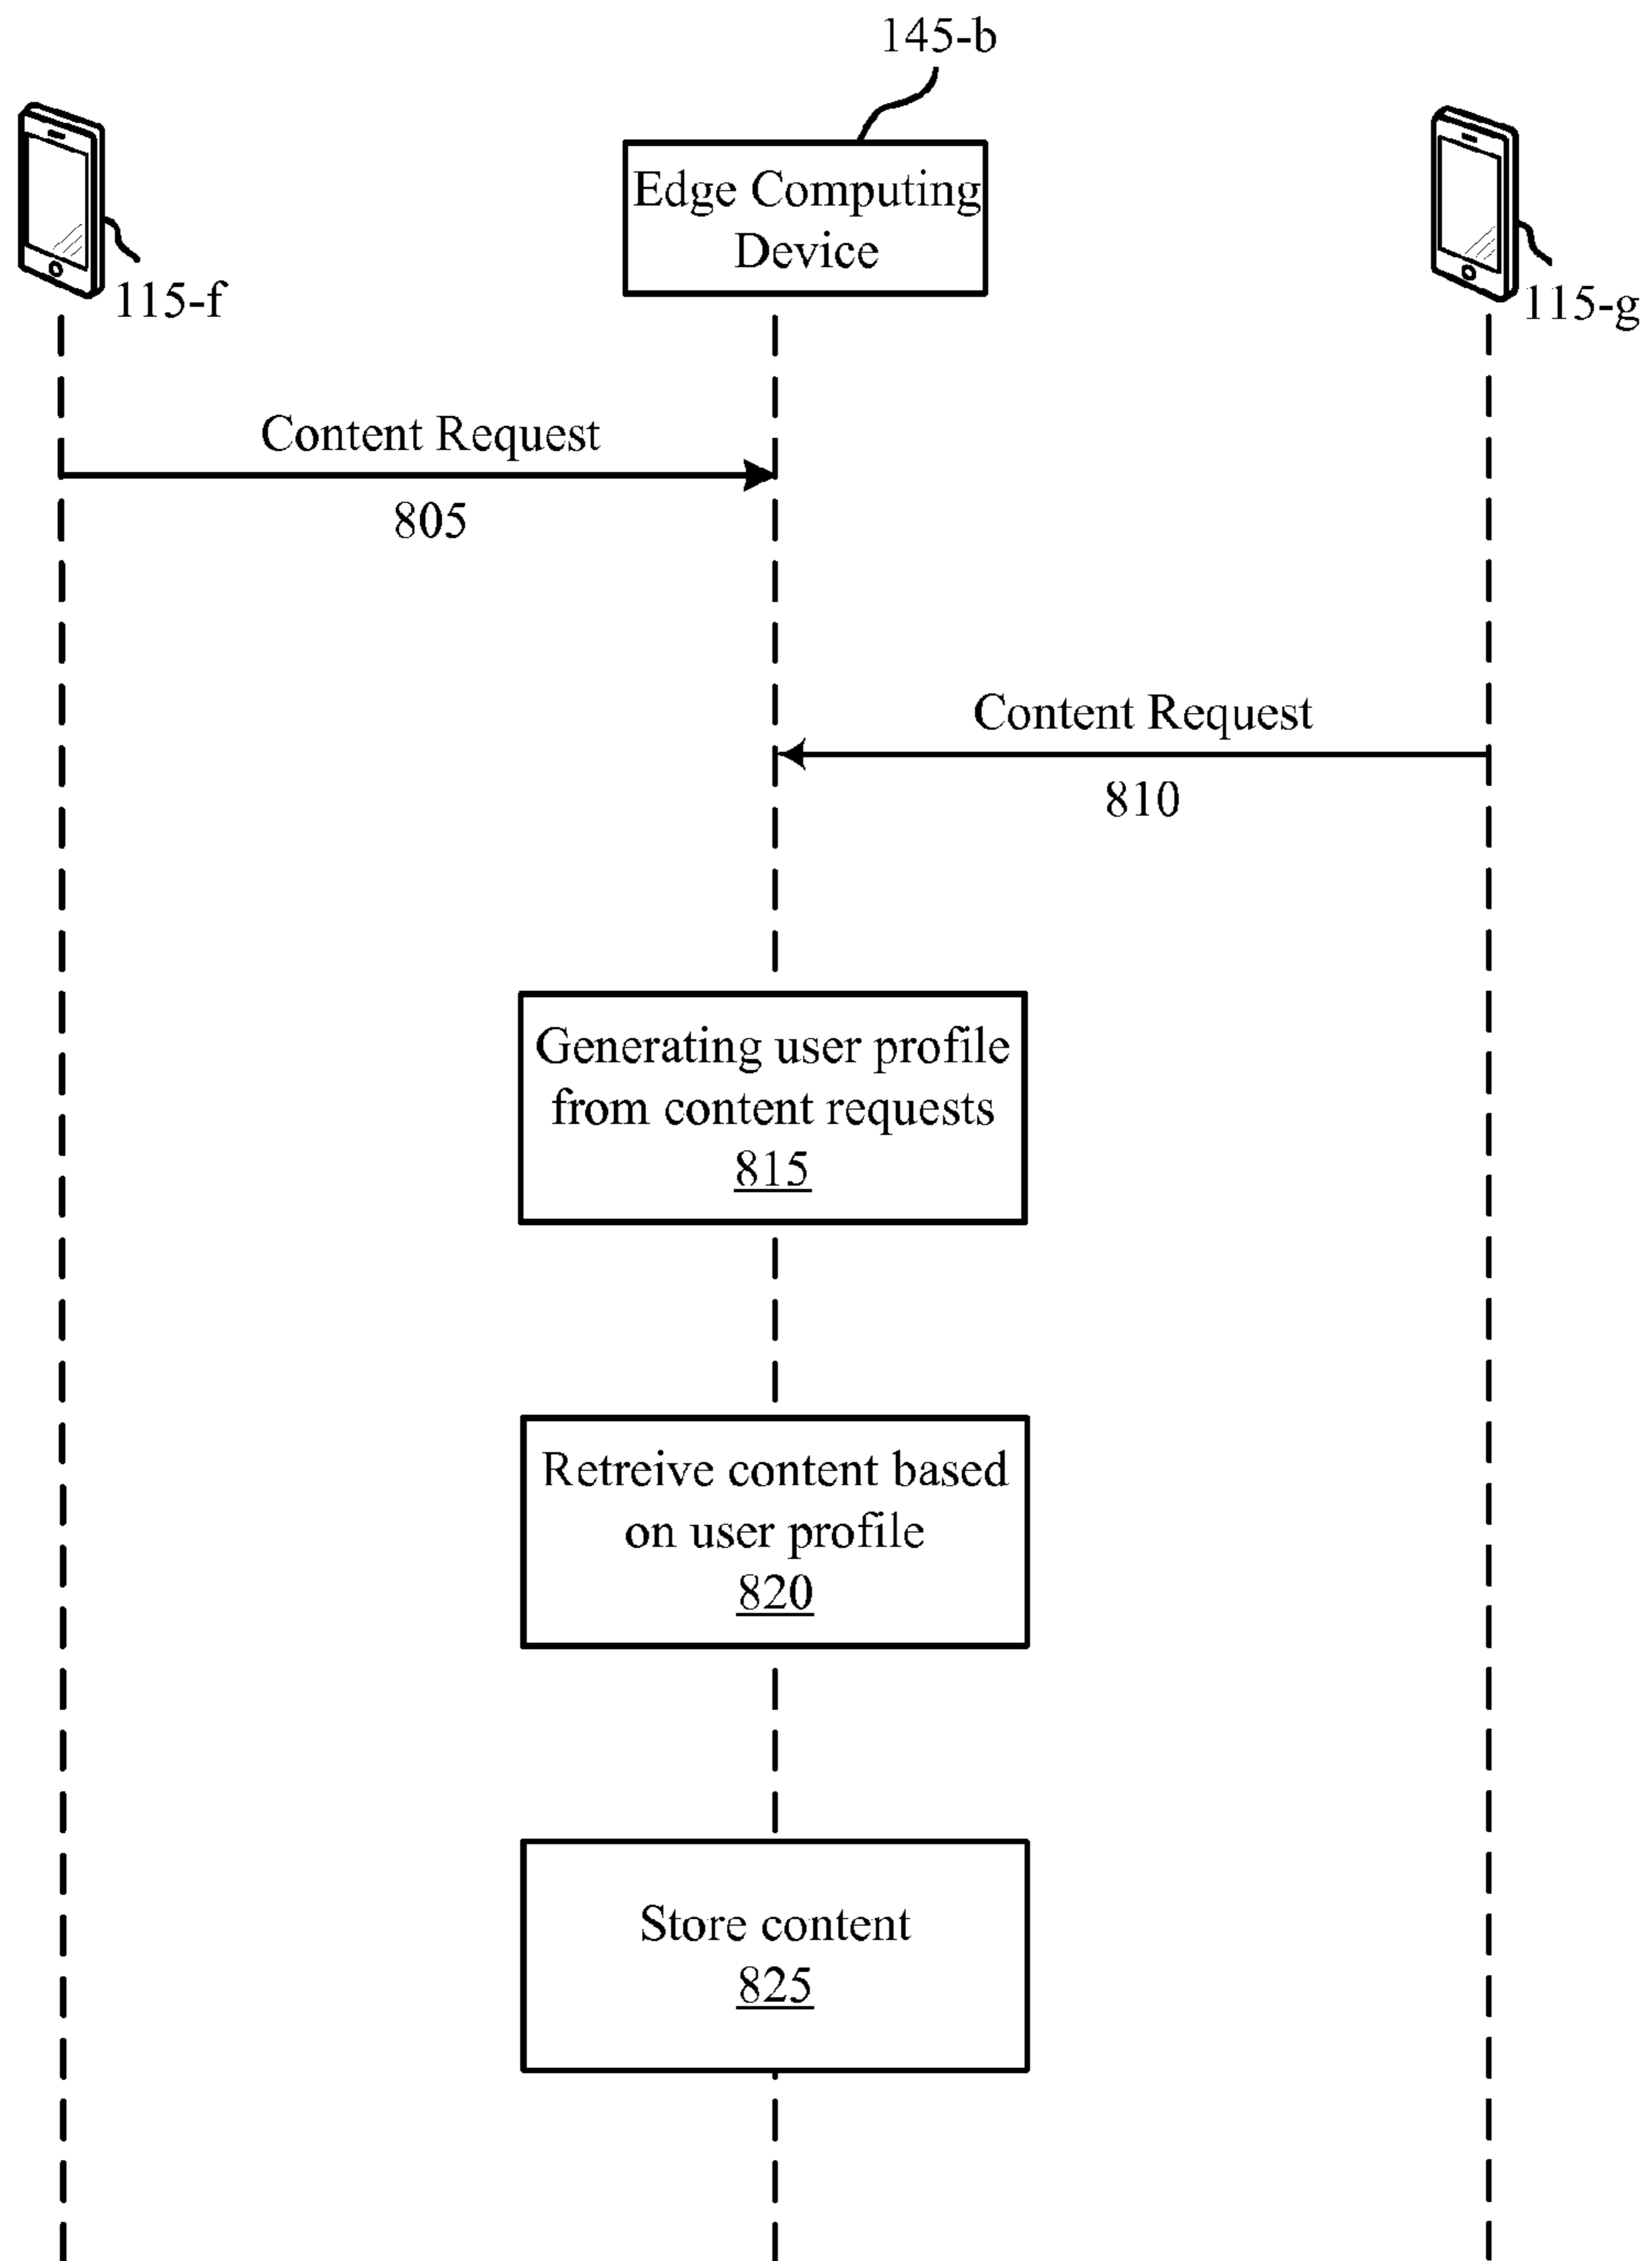 145-b
Edge Computing
Device
115-f
115-g
Content Request
805
Content Request
810
Generating user profile
from content requests
815
Retreive content based
on user profile
820
Store content
825